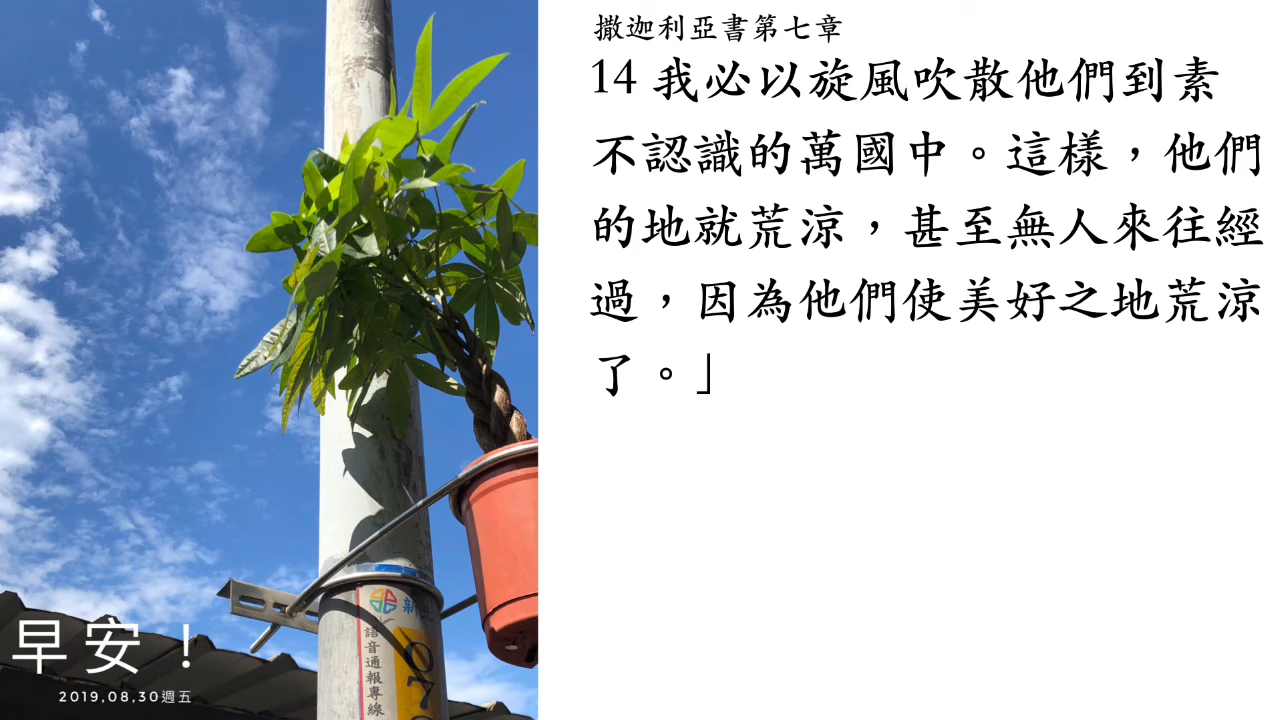 撒迦利亞書第七章
14 我必以旋風吹散他們到素
不認識的萬國中。這樣，他們
的地就荒涼，甚至無人來往經
過，因為他們使美好之地荒涼
了。」
新北
語音通報專線
07
早安！
2019,08,30週五